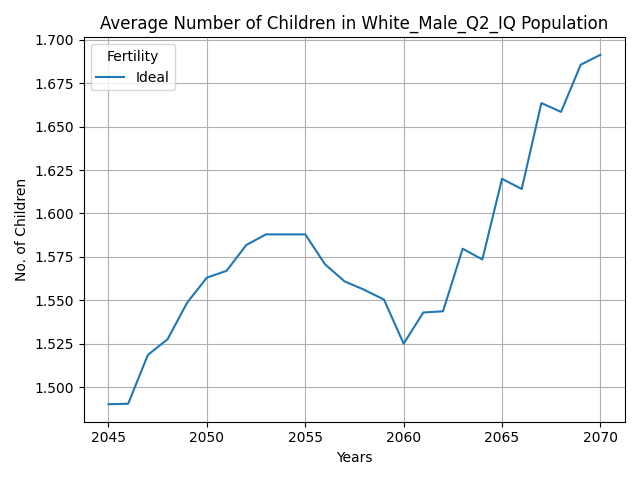 Average Number of Children in White_Male_Q2_IQ Population
Fertility
Ideal
No. of Children
1.700
1.675
1.650
1.625
1.600
1.575
1.550
1.525
1.500
2045 2050 2055 2060 2065 2070
Years